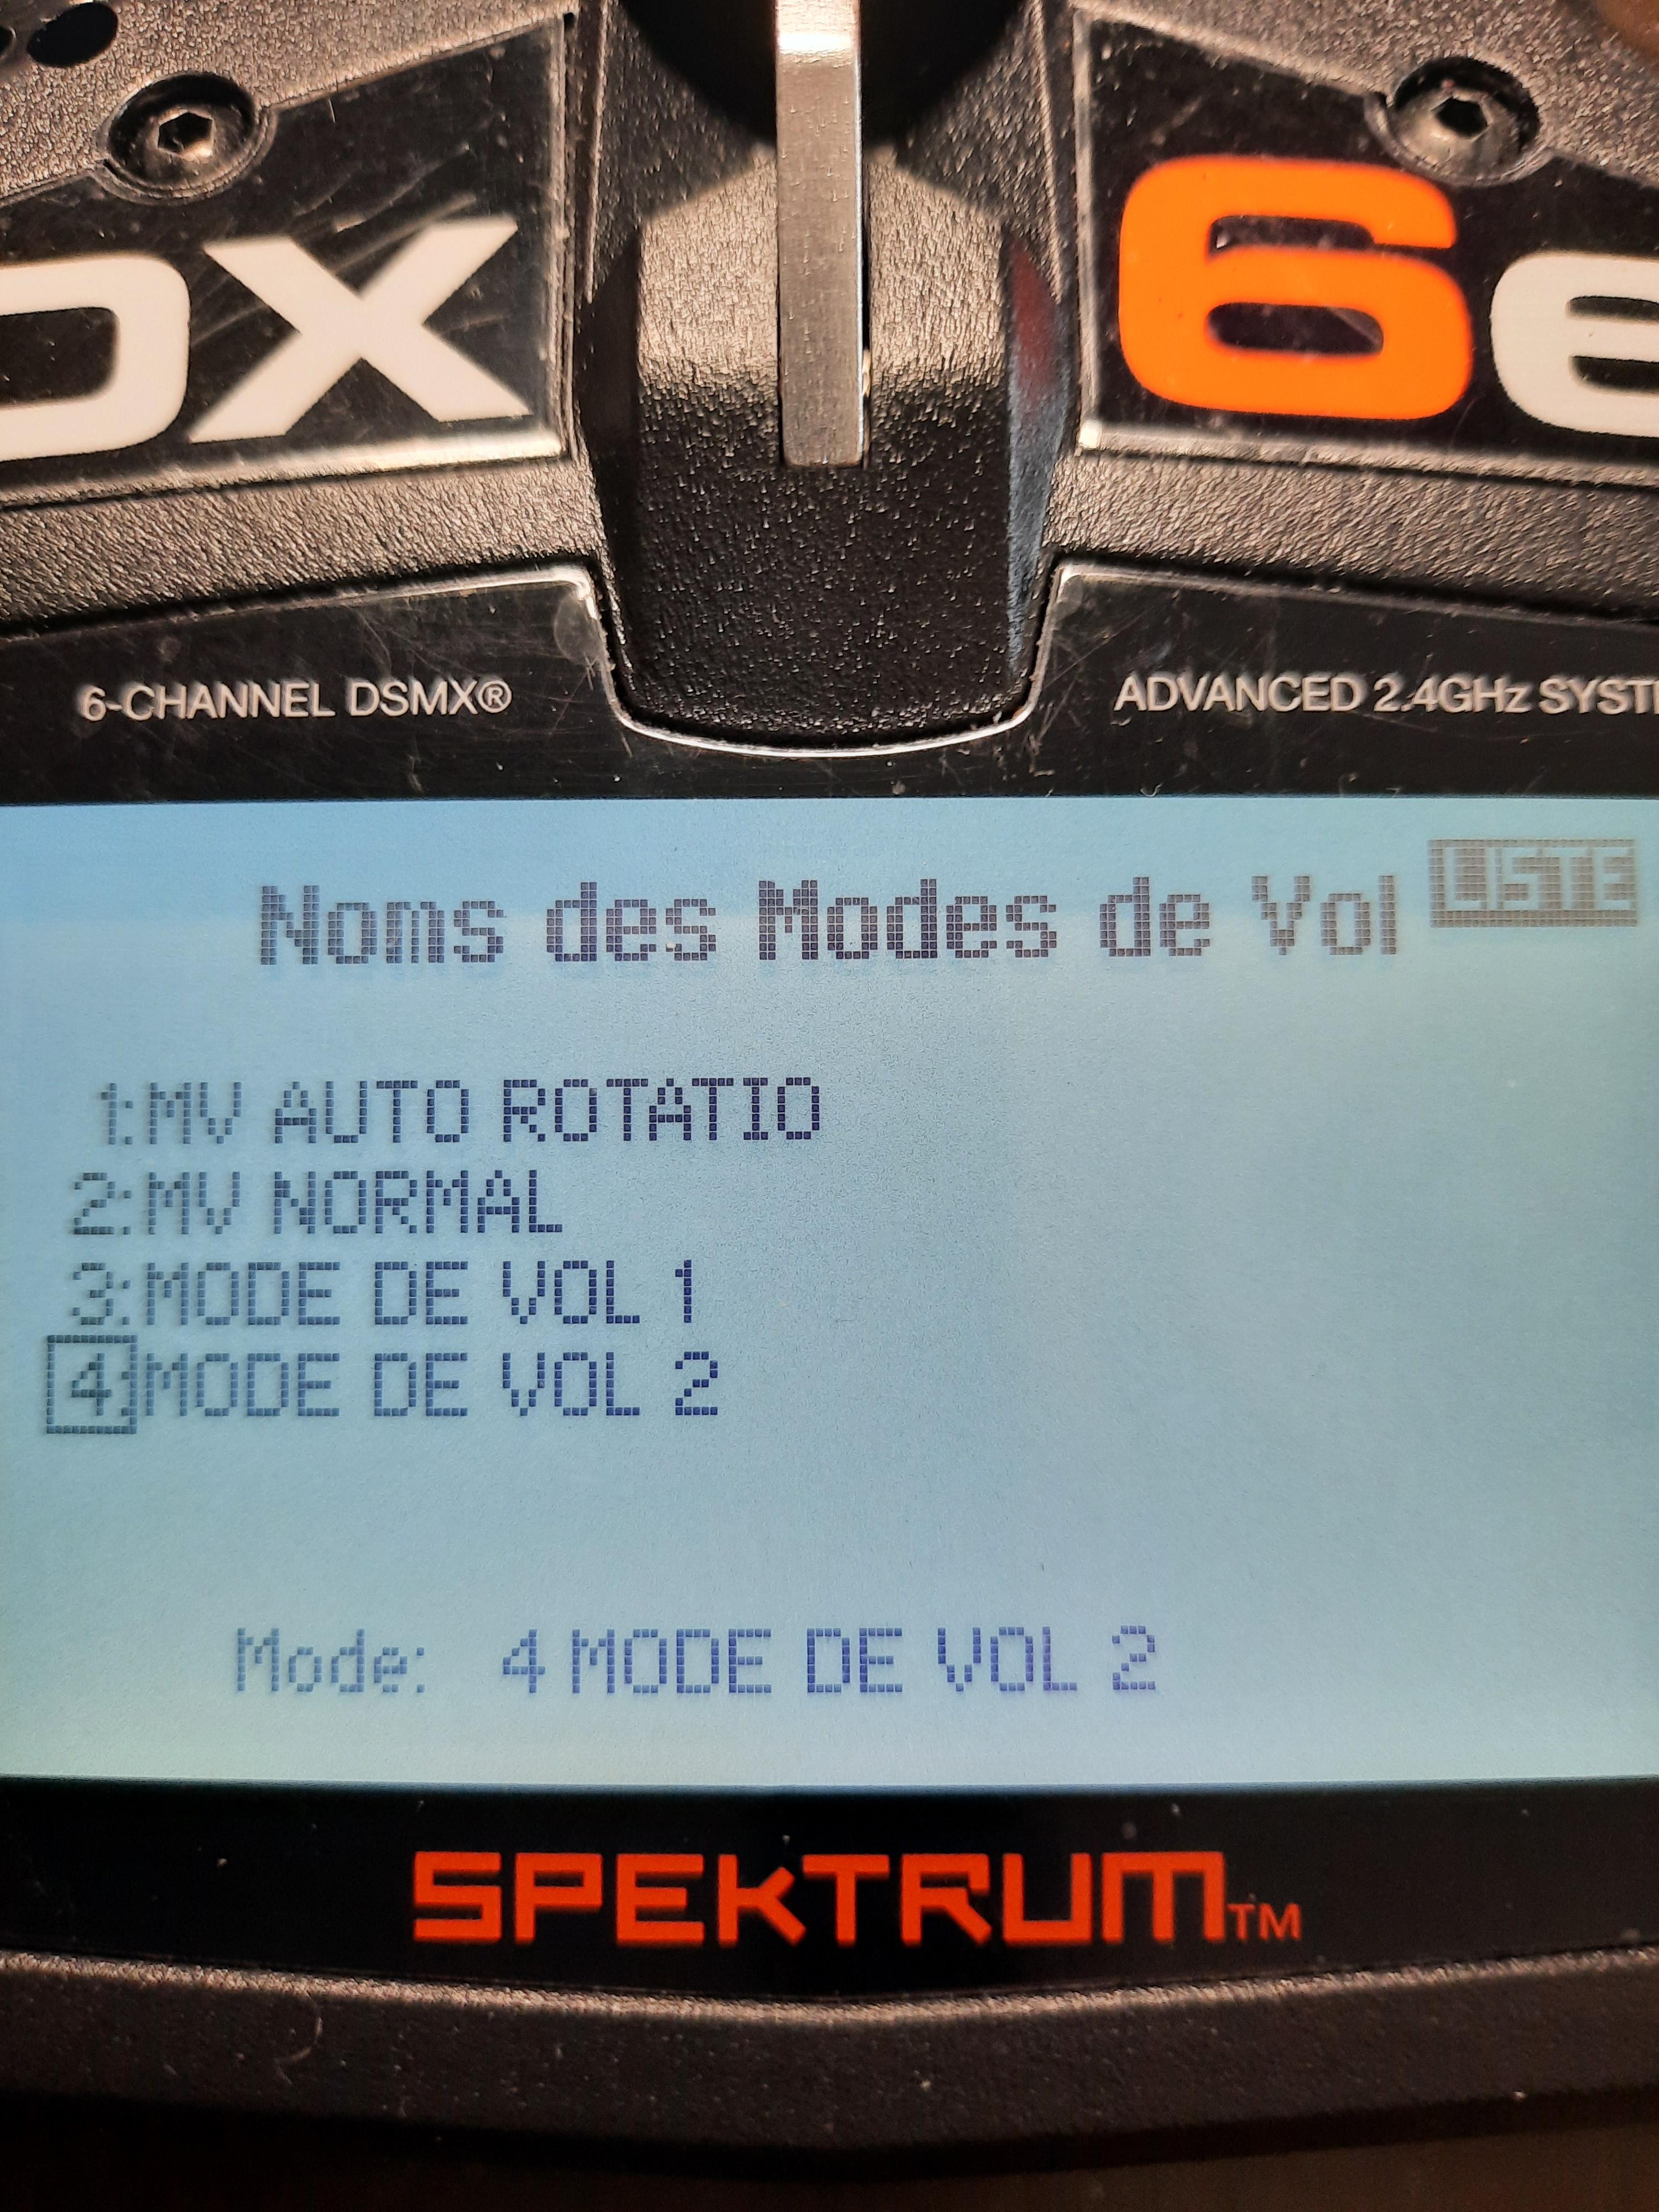 DX 6e
6-CHANNEL DSMX® ADVANCED 2.4GHz
Noms des Modes de Vol LISTE
1:MV AUTO ROTATIO
2:MV NORMAL
3:MODE DE VOL 1
4:MODE DE VOL 2
Mode: 4 MODE DE VOL 2
SPEKTRUM™